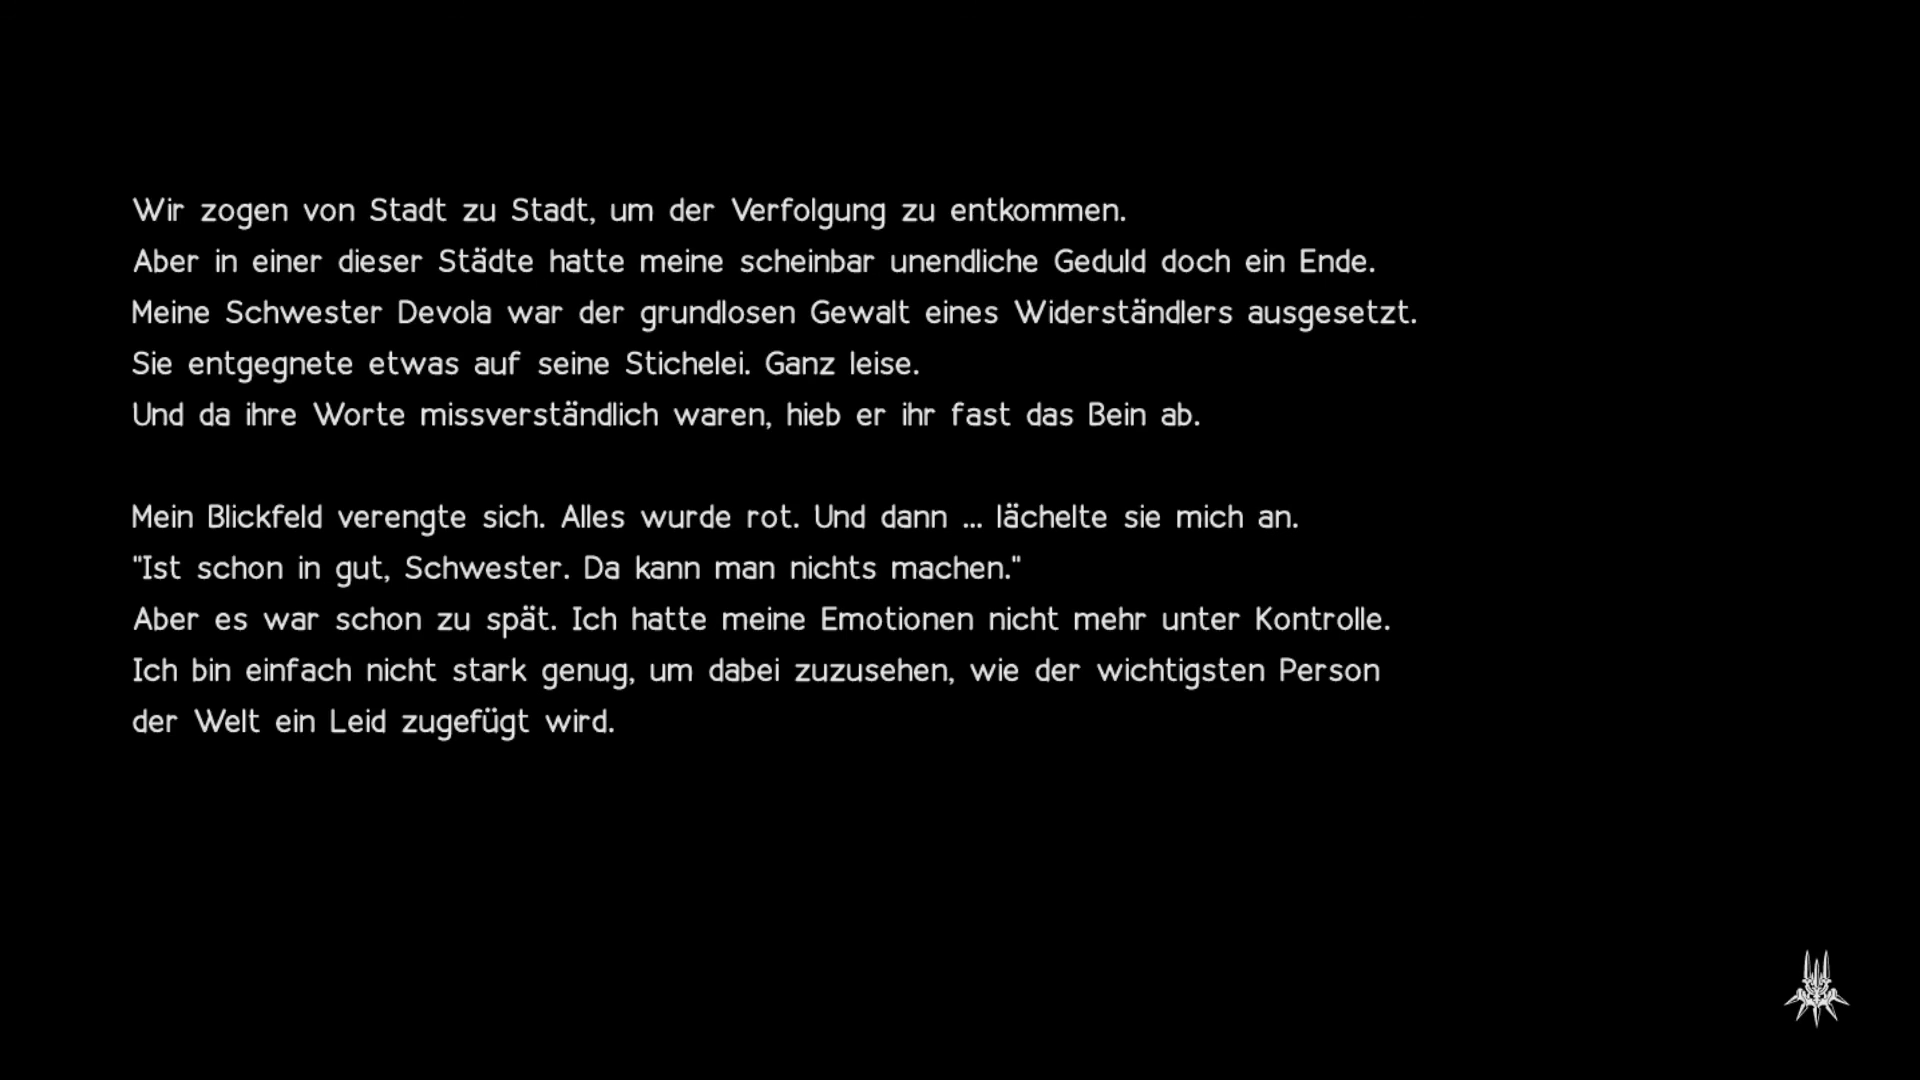 Wir zogen von Stadt zu Stadt, um der Verfolgung zu entkommen.
Aber in einer dieser Städte hatte meine scheinbar unendliche Geduld doch ein Ende.
Meine Schwester Devola war der grundlosen Gewalt eines Widerständlers ausgesetzt.
Sie entgegnete etwas auf seine Stichelei. Ganz leise.
Und da ihre Worte missverständlich waren, hieb er ihr fast das Bein ab.
Mein Blickfeld verengte sich. Alles wurde rot. Und dann ... lächelte sie mich an.
"Ist schon in gut, Schwester. Da kann man nichts machen."
Aber es war schon zu spät. Ich hatte meine Emotionen nicht mehr unter Kontrolle.
Ich bin einfach nicht stark genug, um dabei zuzusehen, wie der wichtigsten Person
der Welt ein Leid zugefügt wird.